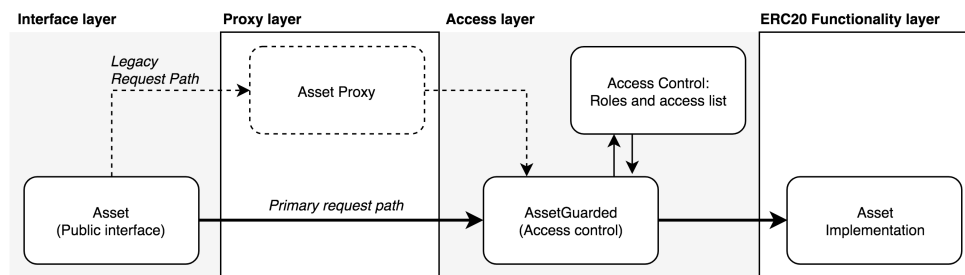 Interface layer
Proxy layer
Access layer
ERC20 Functionality layer
Legacy
Request Path
Asset Proxy
Access Control:
Roles and access list
Asset
(Public interface)
Primary request path
AssetGuarded
(Access control)
Asset
Implementation